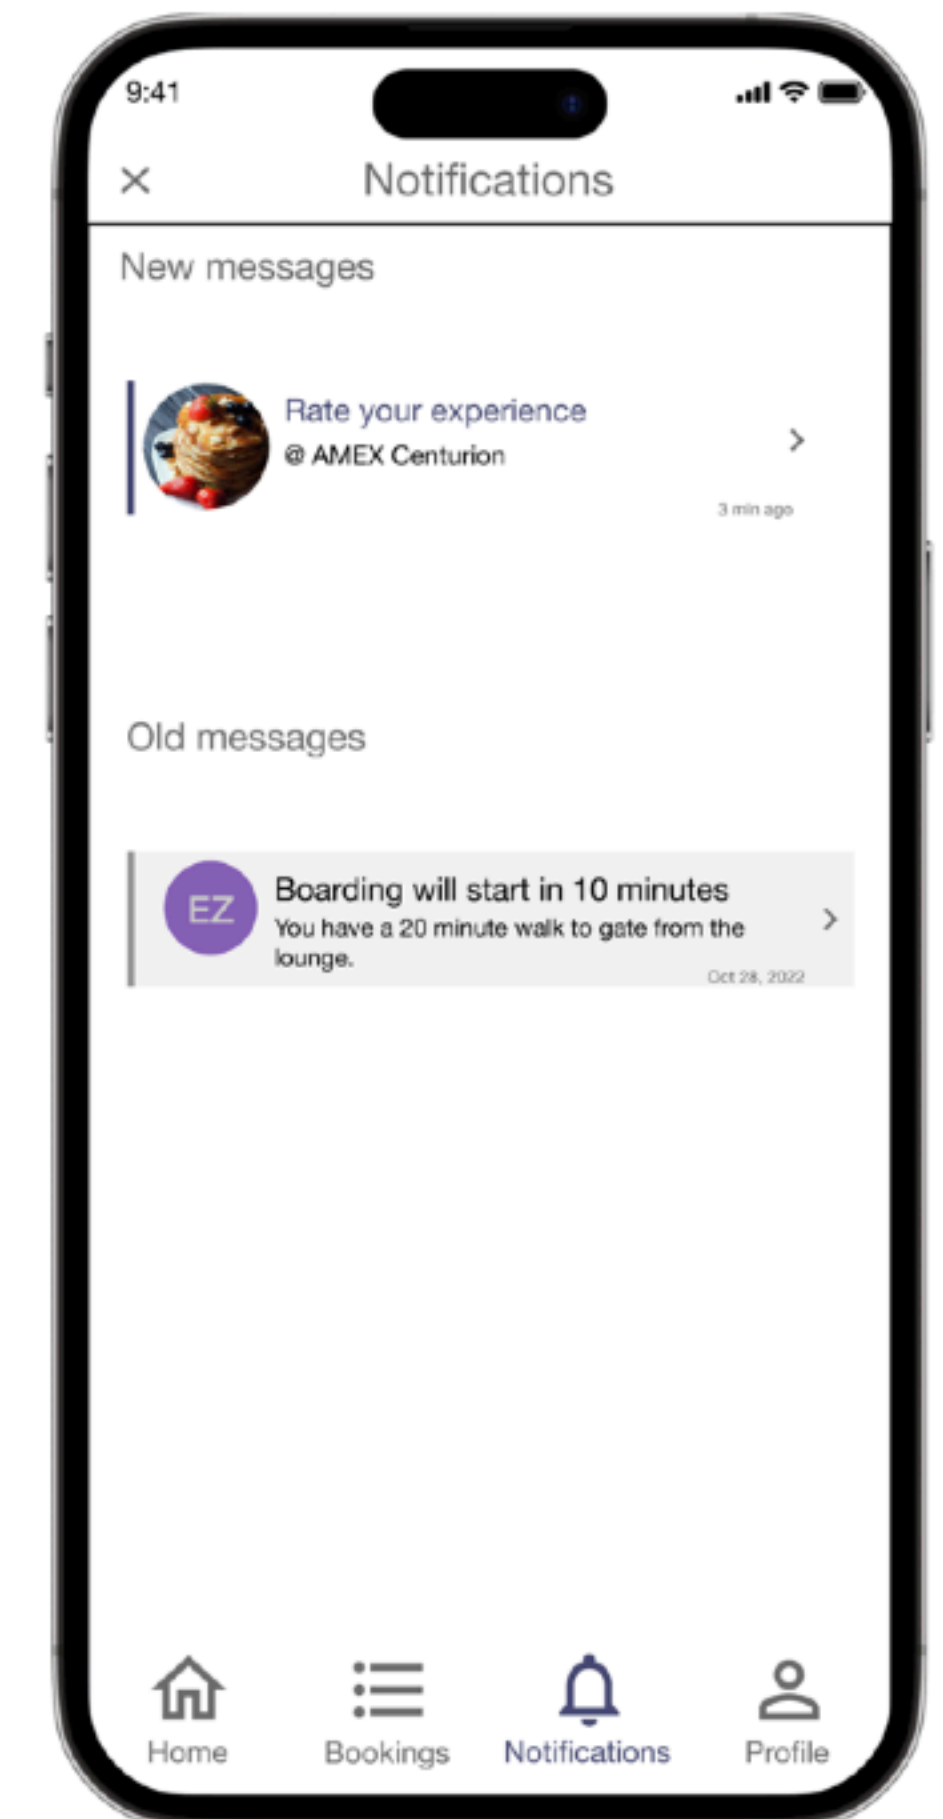 9:41
Notifications
New messages
Rate your experience
@ AMEX Centurion
3 min ago
Old messages
EZ
Boarding will start in 10 minutes
You have a 20 minute walk to gate from the
lounge.
Oct 28, 2022
Home
Bookings
Notifications
Profile